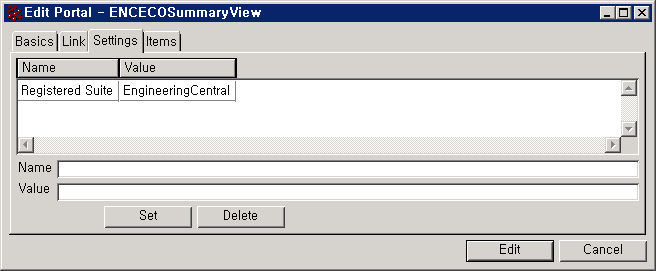 Edit Portal - ENCECOSummaryView
Basics Link Settings Items
Name Value
Registered Suite EngineeringCentral
Name
Value
Set Delete
Edit Cancel